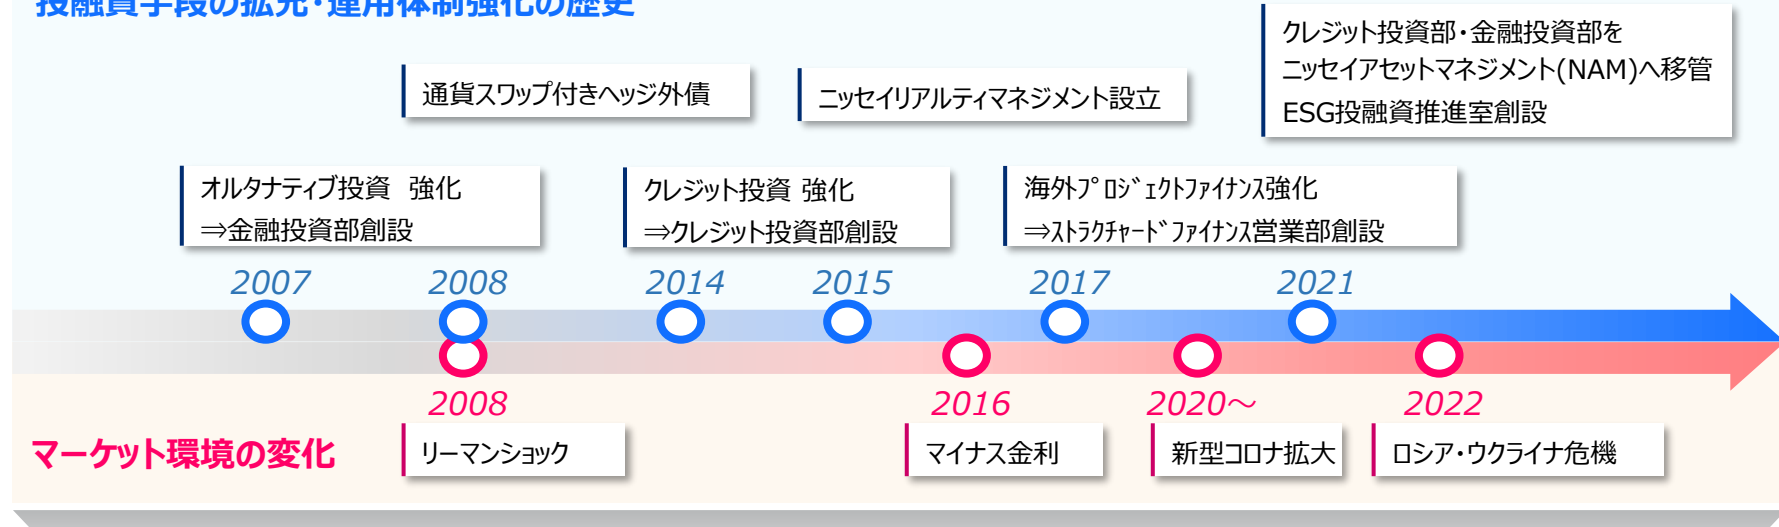 投融資手段の拡充・運用体制強化の歴史
クレジット投資部・金融投資部を
ニッセイアセットマネジメント(NAM)へ移管
ESG投融資推進室創設
通貨スワップ付きヘッジ外債
ニッセイリアルティマネジメント設立
オルタナティブ投資 強化
⇒金融投資部創設
クレジット投資 強化
⇒クレジット投資部創設
海外ﾌﾟﾛｼﾞｪｸﾄﾌｧｲﾅﾝｽ強化
⇒ｽﾄﾗｸﾁｬｰﾄﾞﾌｧｲﾅﾝｽ営業部創設
2007
2008
2014
2015
2017
2021
2008
2016
2020～
2022
マーケット環境の変化
リーマンショック
マイナス金利
新型コロナ拡大
ロシア・ウクライナ危機